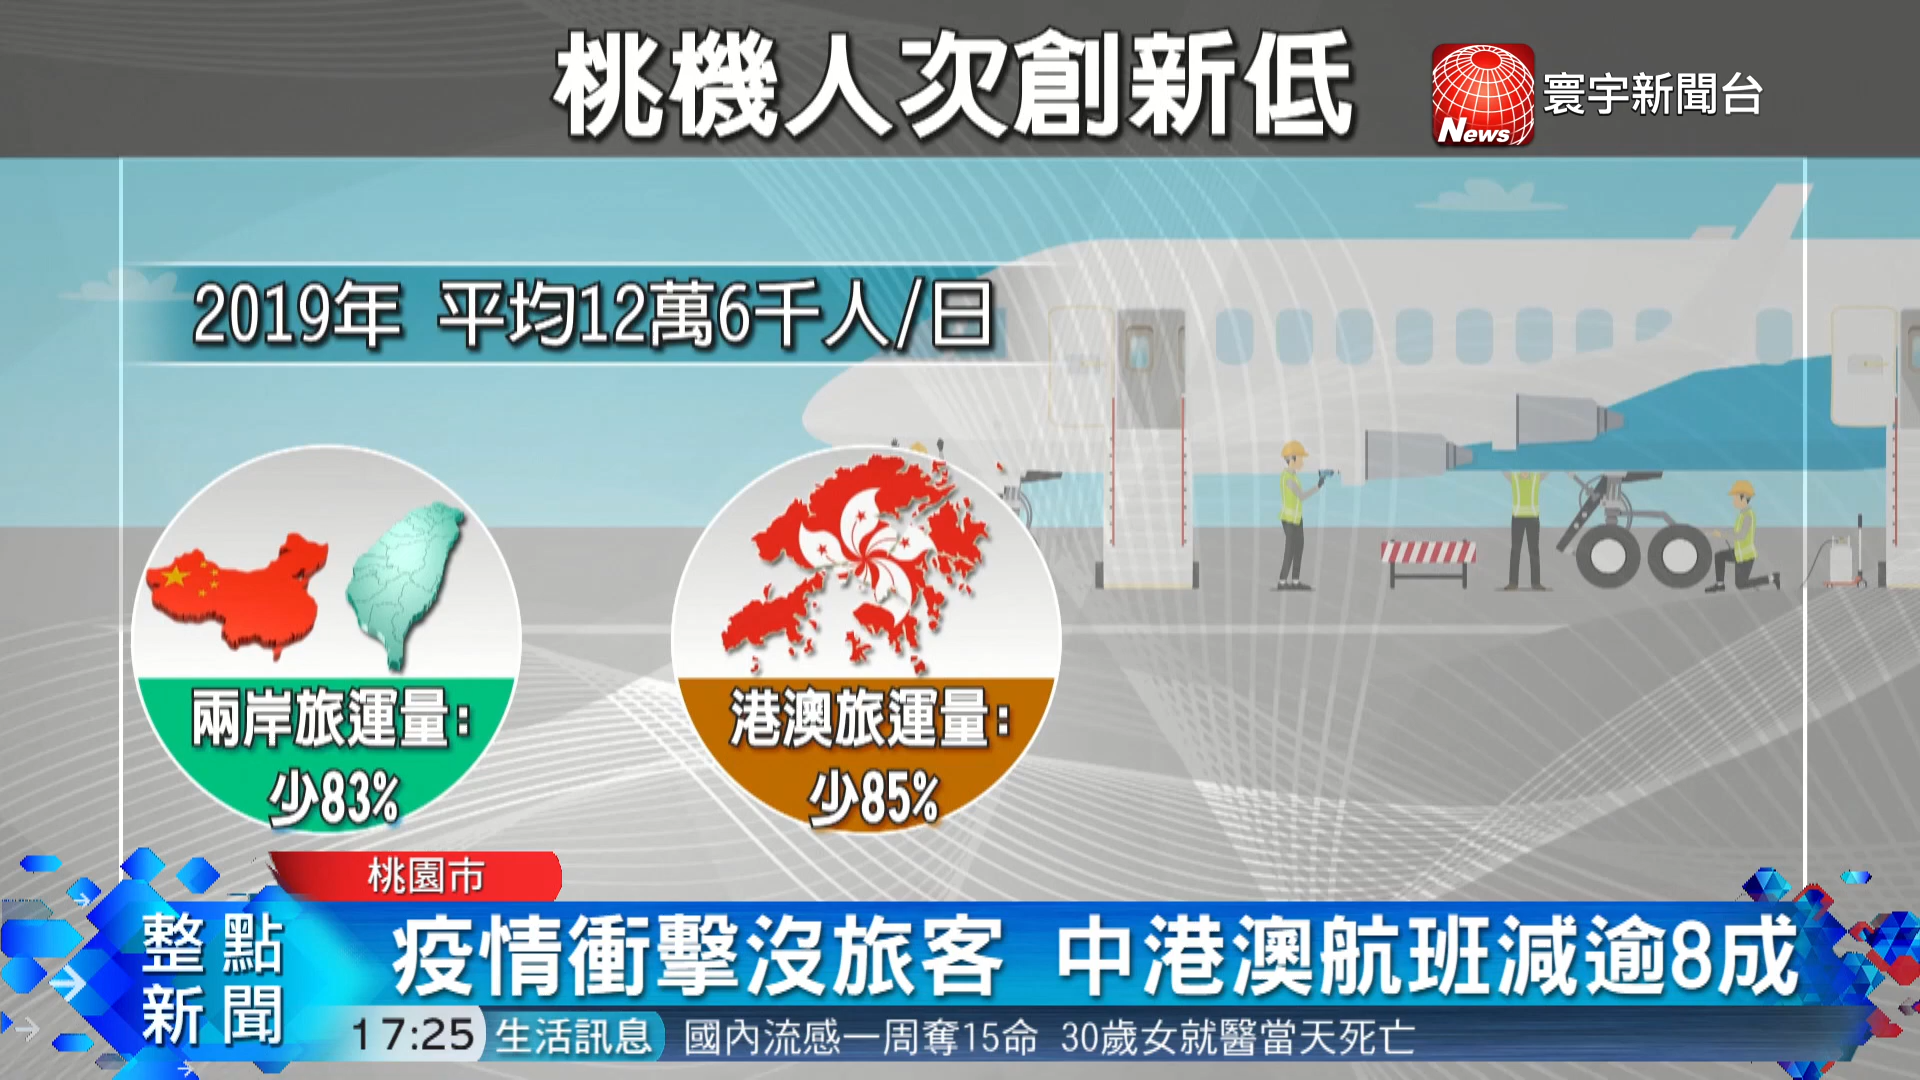 桃機人次創新低
News
寰宇新聞台
2019年 平均12萬6千人/日
兩岸旅運量:
少83%
港澳旅運量:
少85%
桃園市
整點
新聞
疫情衝擊沒旅客 中港澳航班減逾8成
17:25
生活訊息
國內流感一周奪15命 30歲女就醫當天死亡